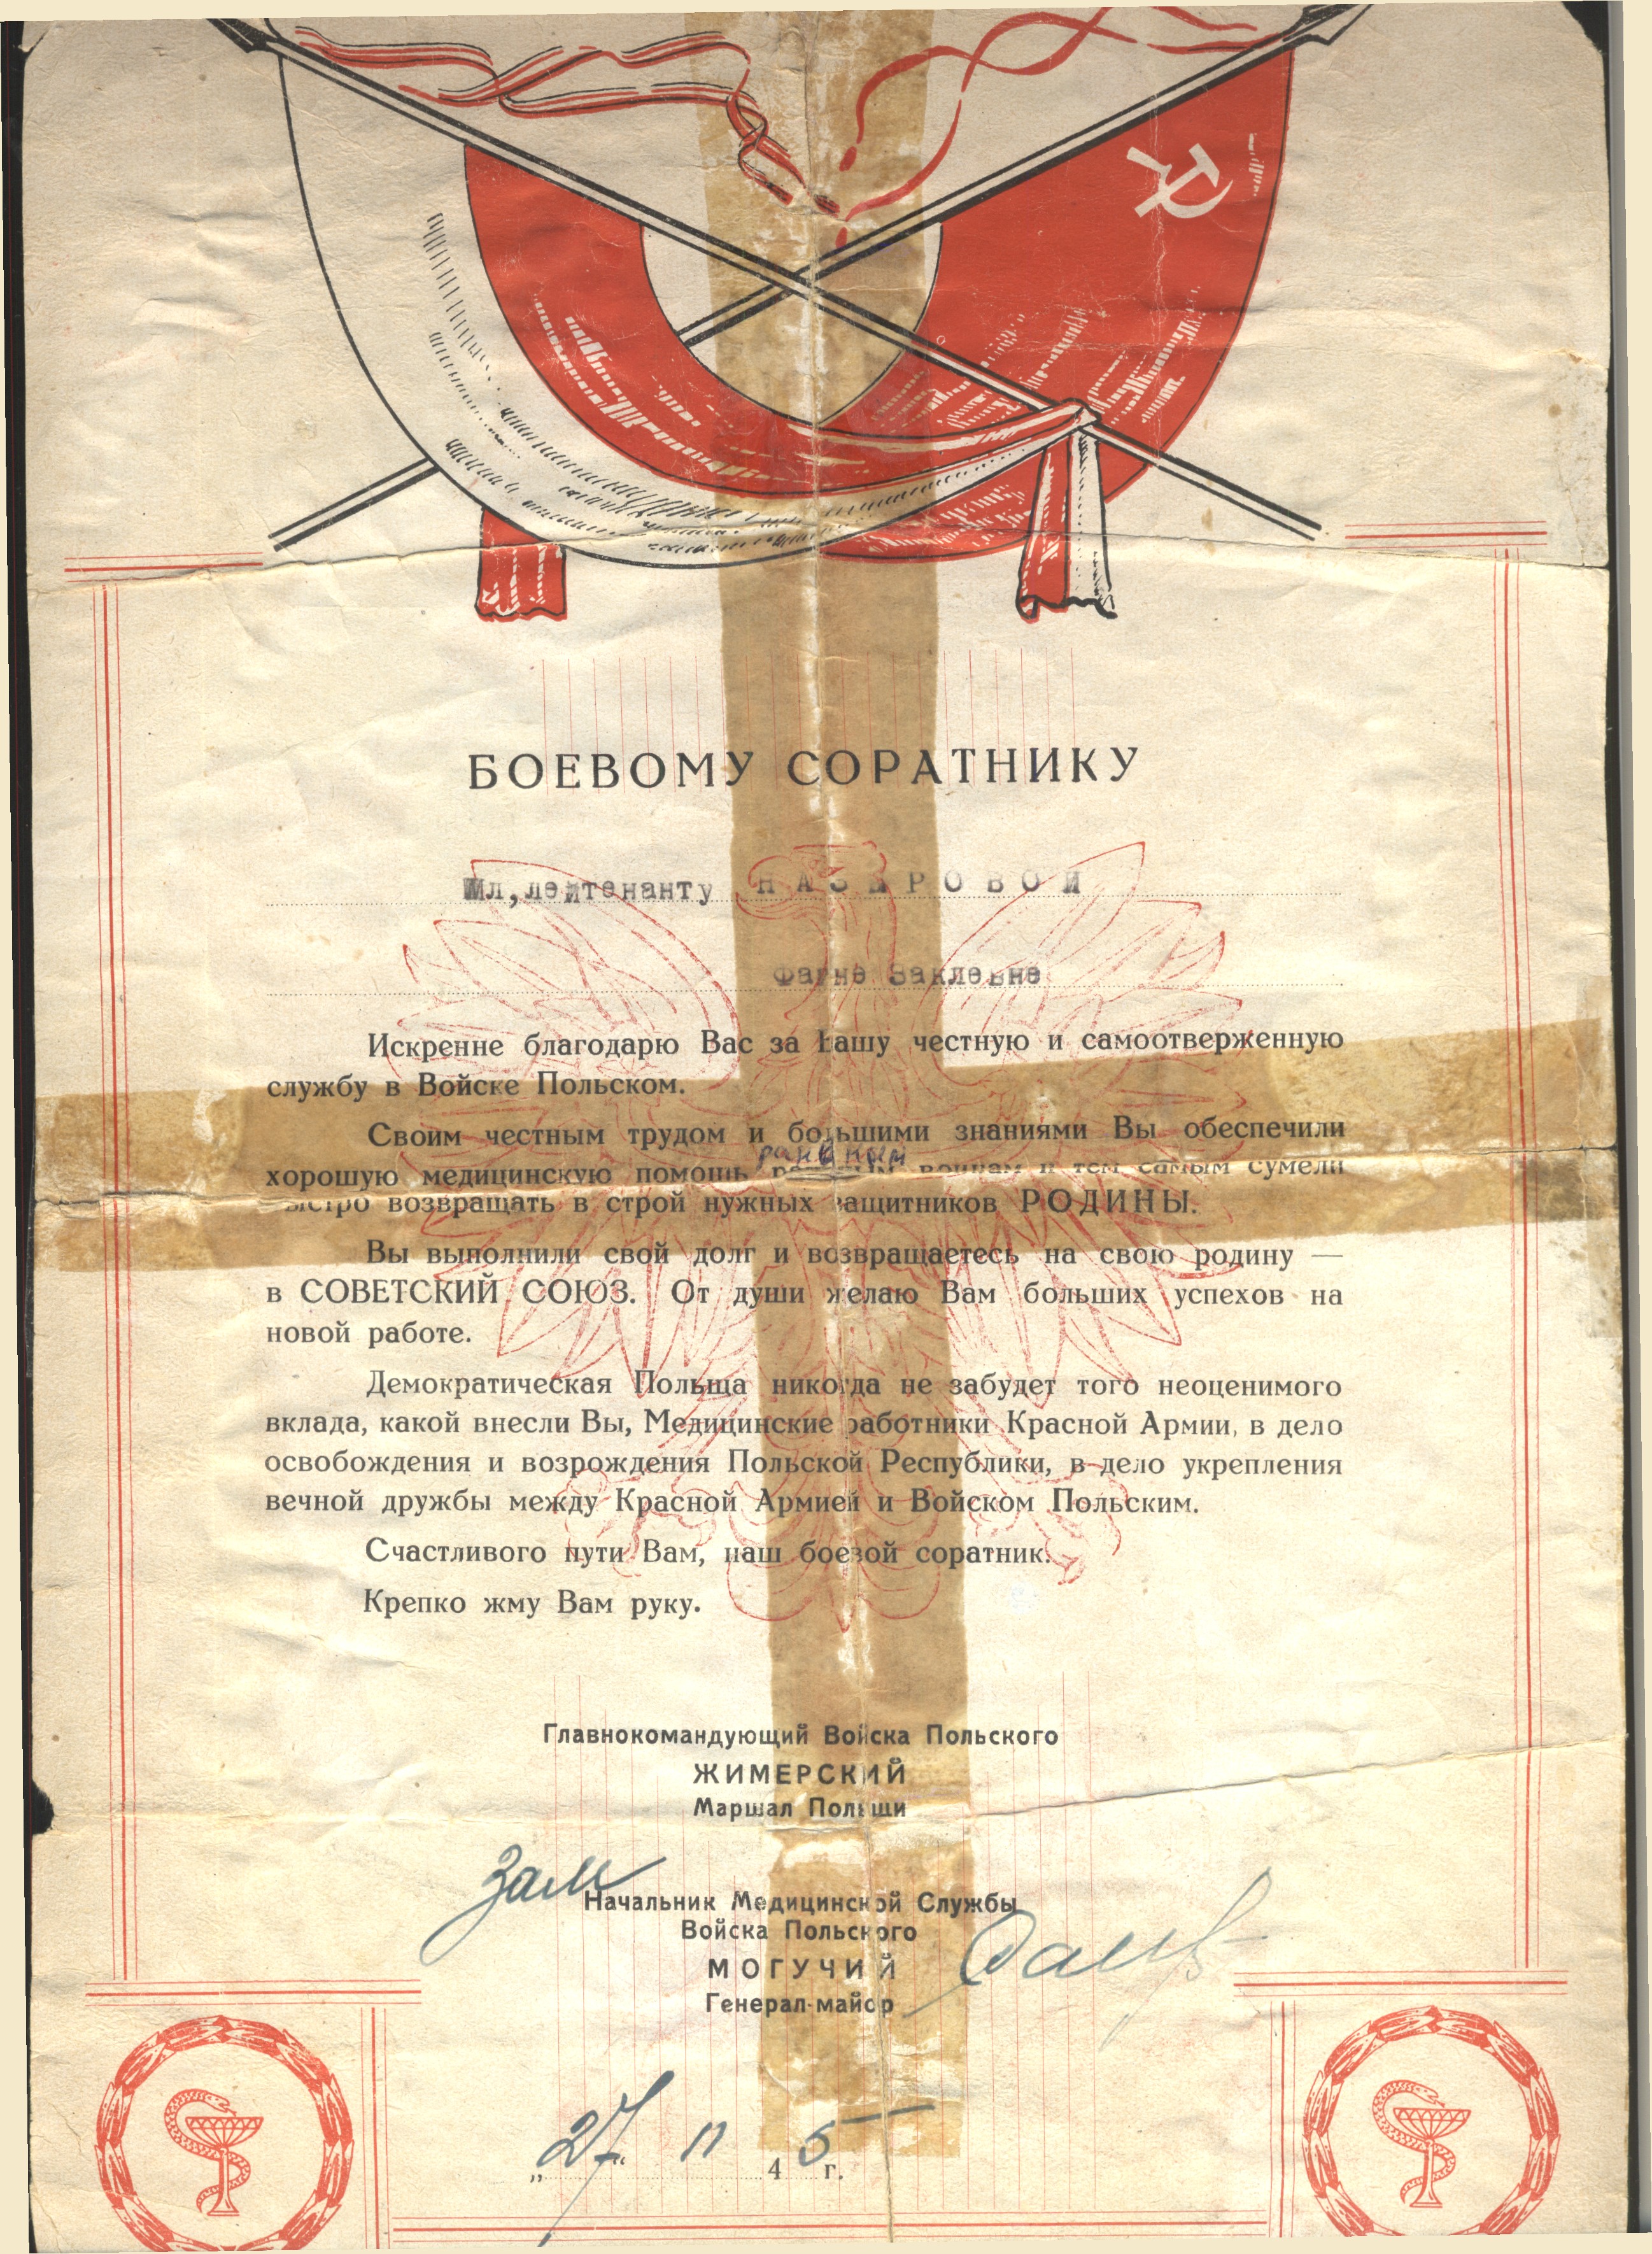 БОЕВОМУ СОРАТНИКУ
Мл,лейтенанту НАЗАРОВОЙ
Фаине Заклевне
Искренне благодарю Вас за Вашу честную и самоотверженную
службу в Войске Польском.
Своим честным трудом и большими знаниями Вы обеспечили
раненым
хорошую медицинскую помощь воинам и тем самым сумели
быстро возвращать в строй нужных защитников РОДИНЫ.
Вы выполнили свой долг и возвращаетесь на свою родину —
в СОВЕТСКИЙ СОЮЗ. От души желаю Вам больших успехов на
новой работе.
Демократическая Польща никогда не забудет того неоценимого
вклада, какой внесли Вы, Медицинские работники Красной Армии, в дело
освобождения и возрождения Польской Республики, в дело укрепления
вечной дружбы между Красной Армией и Войском Польским.
Счастливого пути Вам, наш боевой соратник.
Крепко жму Вам руку.
Главнокомандующий Войска Польского
ЖИМЕРСКИЙ
Маршал Польши
Зам
Начальник Медицинской Службы
Войска Польского
МОГУЧИЙ
Генерал-майор
„27“ 11 45 г.